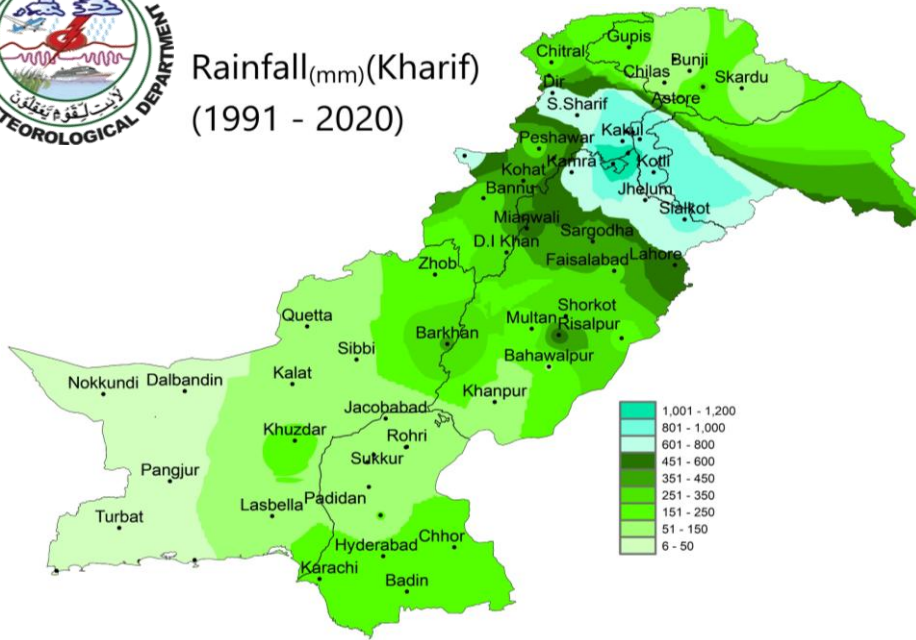 TEOROLOGICAL DEPARTMENT
Rainfall(mm)(Kharif)
(1991 - 2020)
Gupis
Chitral
Bunji
Chilas
Skardu
Dir
Astore
S.Sharif
Kakul
Peshawar
Kamra
Kotli
Kohat
Bannu
Jhelum
Sialkot
Mianwali
Sargodha
D.I Khan
Lahore
Faisalabad
Zhob
Shorkot
Quetta
Multan
Risalpur
Barkhan
Sibbi
Bahawalpur
Kalat
Nokkundi
Dalbandin
Khanpur
Jacobabad
Khuzdar
Rohri
Sukkur
Pangjur
Padidan
Lasbella
Turbat
Chhor
Hyderabad
Karachi
Badin
1,001 - 1,200
801 - 1,000
601 - 800
451 - 600
351 - 450
251 - 350
151 - 250
51 - 150
6 - 50